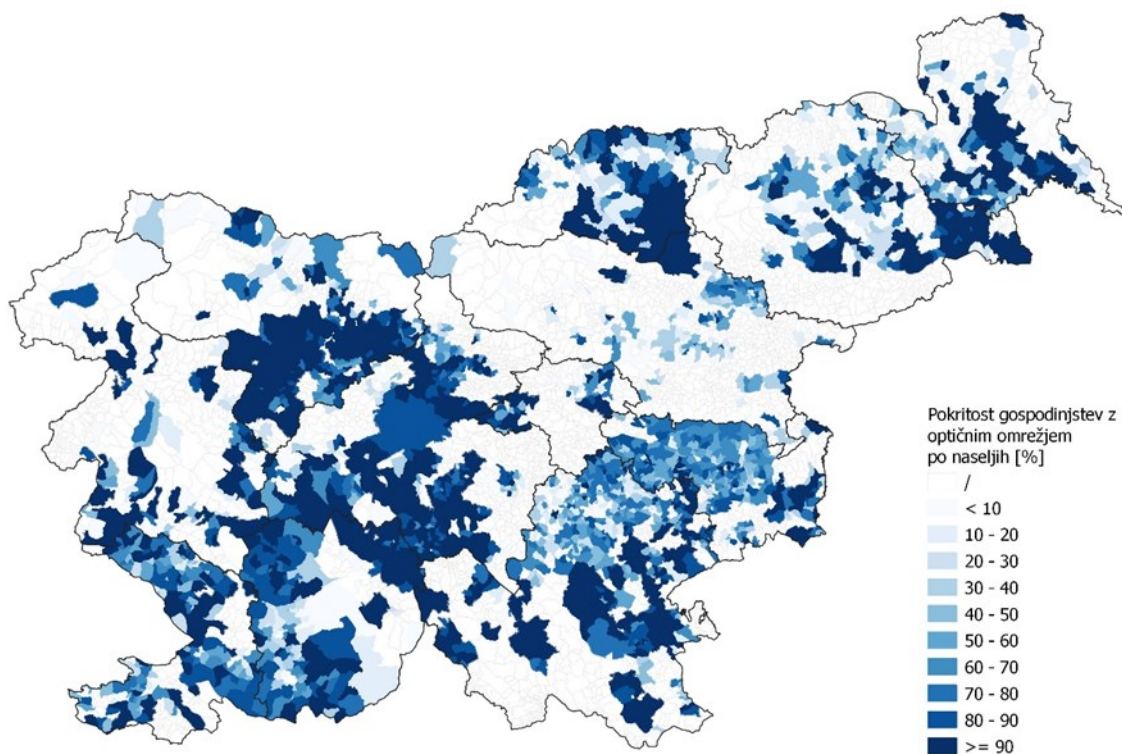 Pokritost gospodinjstev z
optičnim omrežjem
po naseljih [%]
/
< 10
10 - 20
20 - 30
30 - 40
40 - 50
50 - 60
60 - 70
70 - 80
80 - 90
>= 90